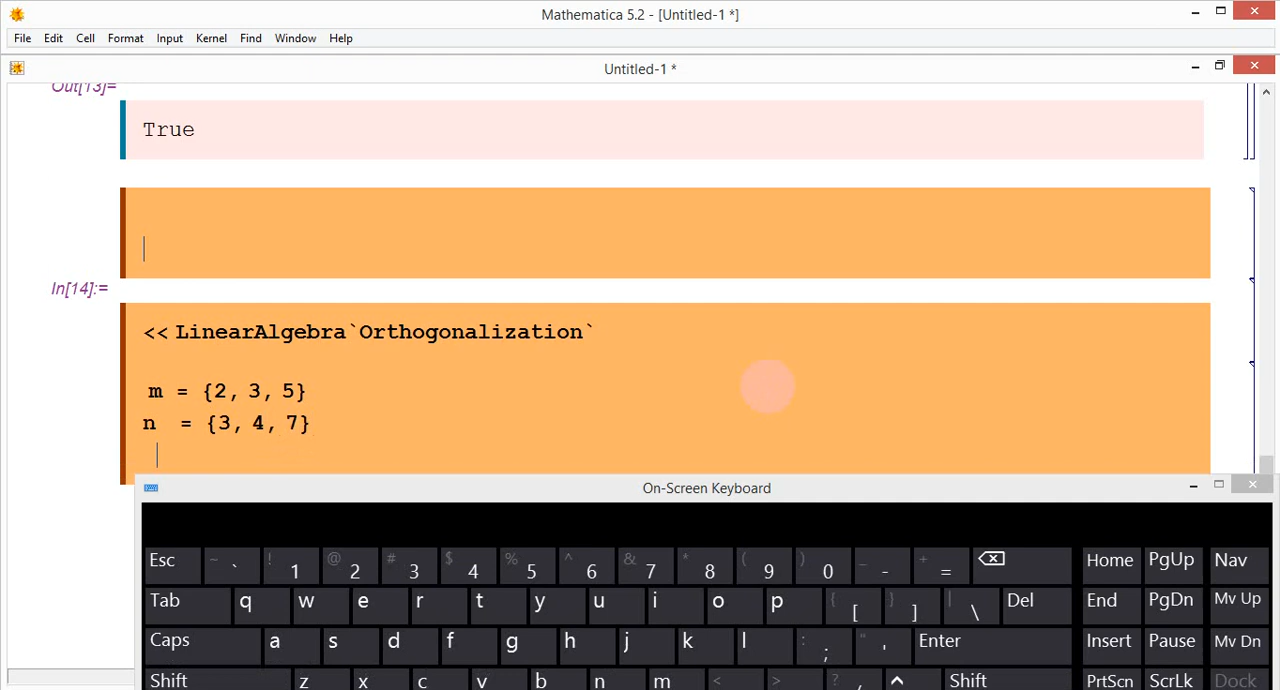 Mathematica 5.2 - [Untitled-1 *]
File Edit Cell Format Input Kernel Find Window Help
Untitled-1 *
Out[13]=
True
In[14]:=
<< LinearAlgebra`Orthogonalization`
m = {2, 3, 5}
n = {3, 4, 7}
On-Screen Keyboard
Esc ~ ` ! 1 @ 2 # 3 $ 4 % 5 ^ 6 & 7 * 8 ( 9 ) 0 _ - + = Home PgUp Nav
Tab q w e r t y u i o p { [ } ] | \ Del End PgDn Mv Up
Caps a s d f g h j k l : ; " ' Enter Insert Pause Mv Dn
Shift z x c v b n m < , > . ? / ^ Shift PrtScn ScrLk Dock